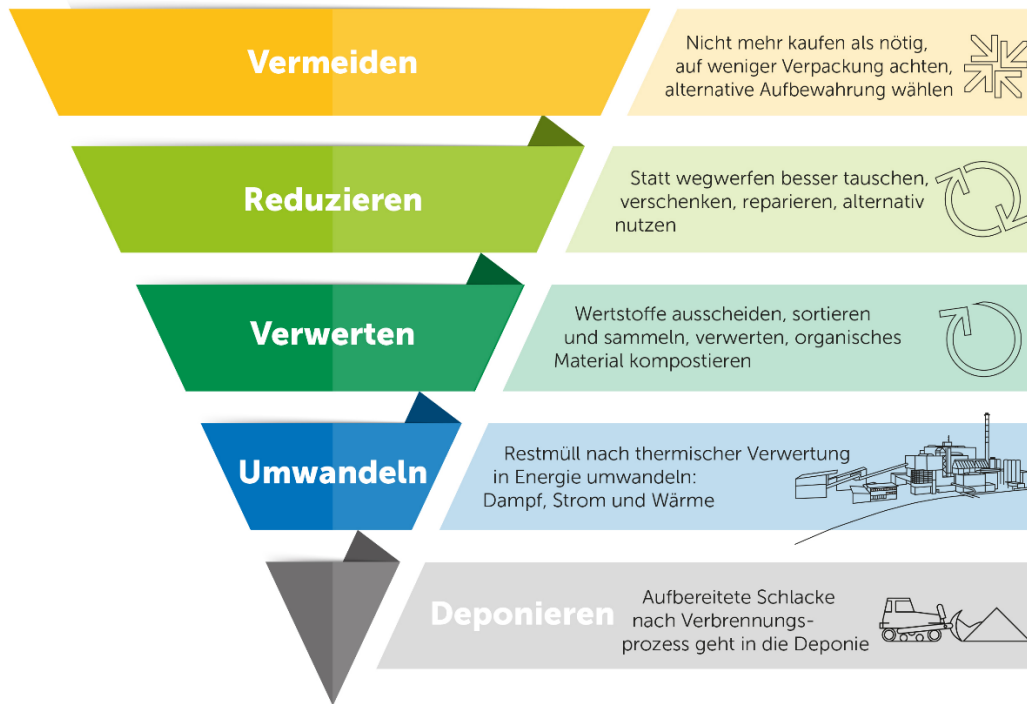 Vermeiden
Nicht mehr kaufen als nötig,
auf weniger Verpackung achten,
alternative Aufbewahrung wählen
Reduzieren
Statt wegwerfen besser tauschen,
verschenken, reparieren, alternativ
nutzen
Verwerten
Wertstoffe ausscheiden, sortieren
und sammeln, verwerten, organisches
Material kompostieren
Umwandeln
Restmüll nach thermischer Verwertung
in Energie umwandeln:
Dampf, Strom und Wärme
Deponieren
Aufbereitete Schlacke
nach Verbrennungs-
prozess geht in die Deponie